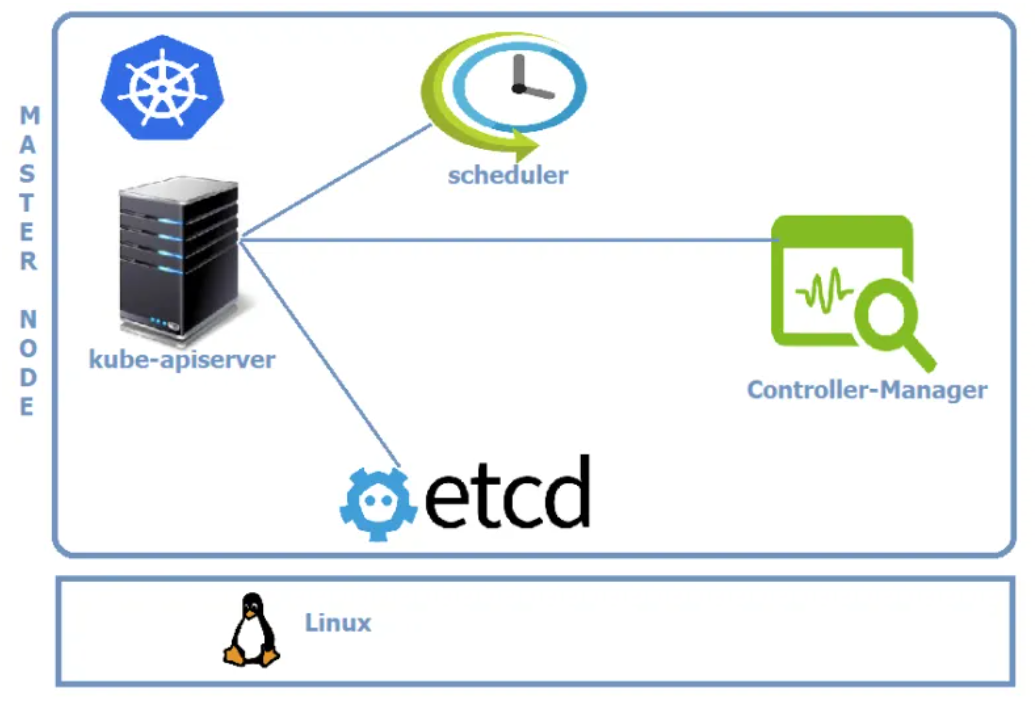 MASTER NODE
scheduler
kube-apiserver
Controller-Manager
etcd
Linux